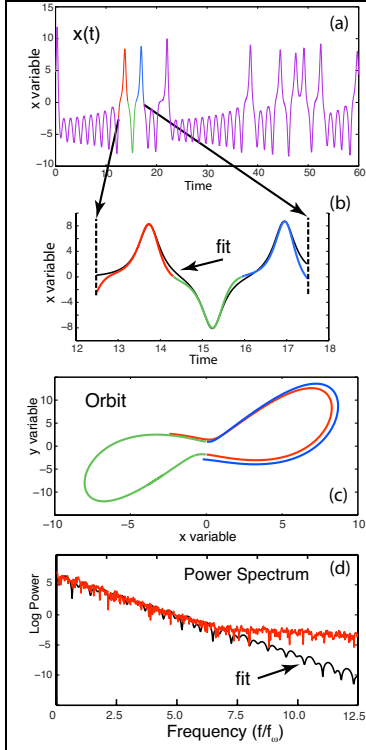 (a)
x(t)
x variable
10
5
0
−5
−10
0
10
20
30
40
50
60
Time
(b)
fit
x variable
8
4
0
−4
−8
12
13
14
15
16
17
18
Time
Orbit
y variable
10
5
0
−5
−10
(c)
−10
−5
0
5
10
x variable
(d)
Power Spectrum
Log Power
5
0
−5
−10
fit
0
2.5
5.0
7.5
10.0
12.5
Frequency (f/fω)